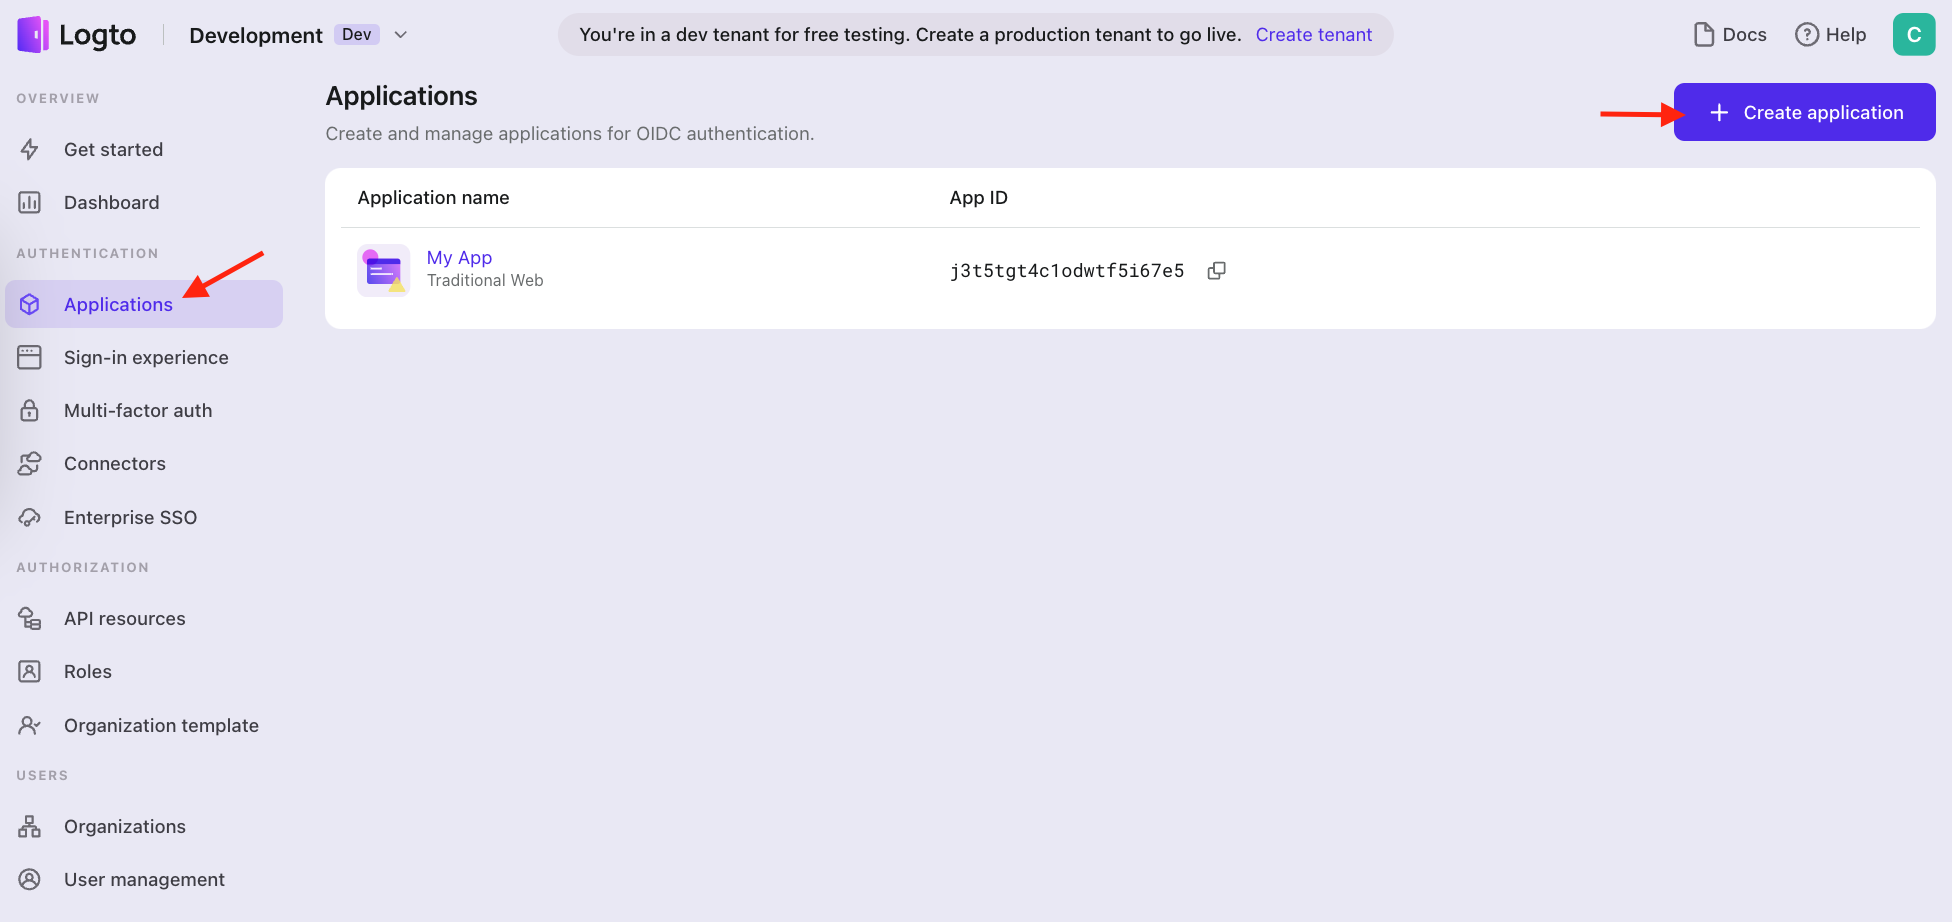 Logto
Development Dev
You're in a dev tenant for free testing. Create a production tenant to go live. Create tenant
Docs
Help
C
OVERVIEW
Get started
Dashboard
AUTHENTICATION
Applications
Sign-in experience
Multi-factor auth
Connectors
Enterprise SSO
AUTHORIZATION
API resources
Roles
Organization template
USERS
Organizations
User management
Applications
Create and manage applications for OIDC authentication.
Create application
Application name App ID
My App
Traditional Web
j3t5tgt4c1odwtf5i67e5